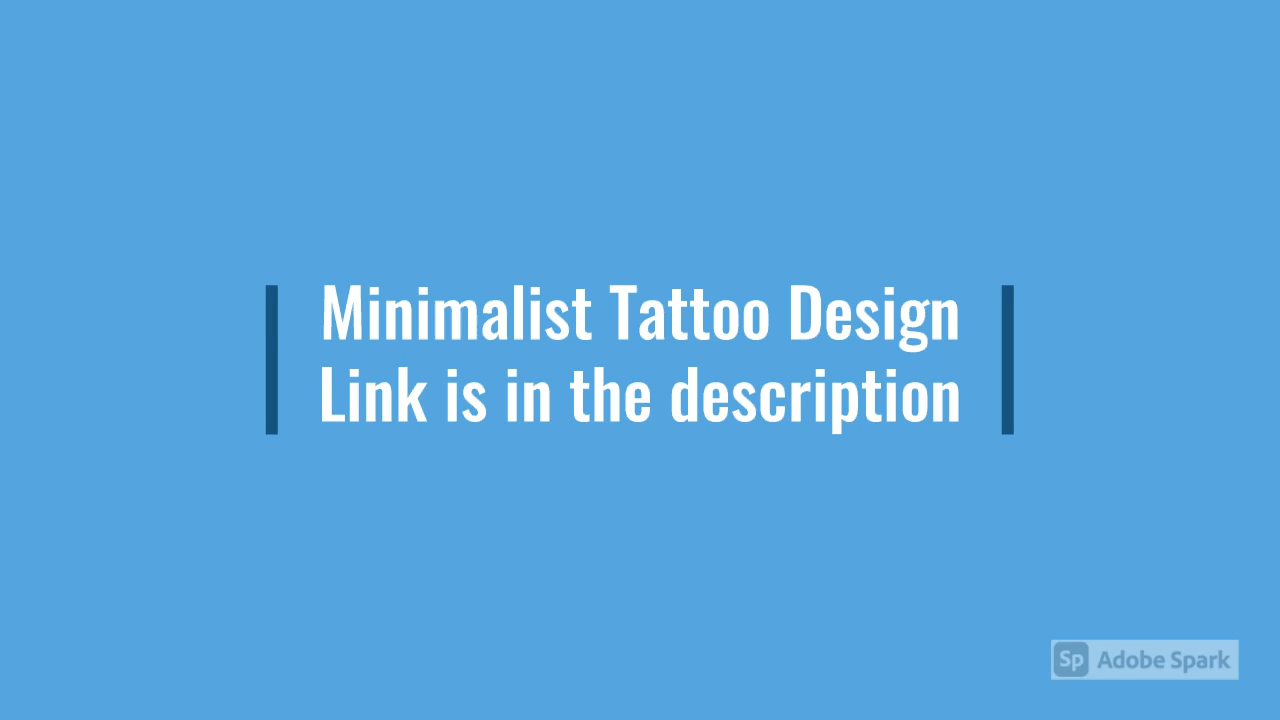 Minimalist Tattoo Design
Link is in the description
Sp Adobe Spark